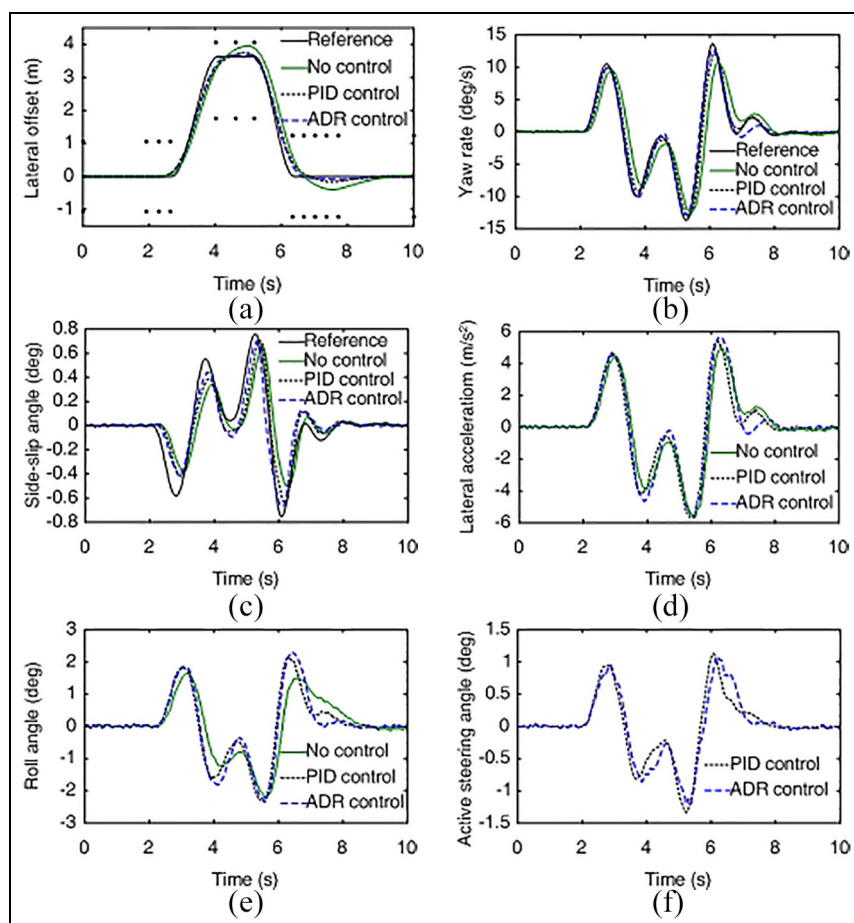 4
3
2
1
0
-1
Lateral offset (m)
Reference
No control
PID control
ADR control
0 2 4 6 8 10
Time (s)
(a)
15
10
5
0
-5
-10
-15
Yaw rate (deg/s)
Reference
No control
PID control
ADR control
0 2 4 6 8 10
Time (s)
(b)
0.8
0.6
0.4
0.2
0
-0.2
-0.4
-0.6
-0.8
Side-slip angle (deg)
Reference
No control
PID control
ADR control
0 2 4 6 8 10
Time (s)
(c)
6
4
2
0
-2
-4
-6
Lateral acceleration (m/s²)
No control
PID control
ADR control
0 2 4 6 8 10
Time (s)
(d)
3
2
1
0
-1
-2
-3
Roll angle (deg)
No control
PID control
ADR control
0 2 4 6 8 10
Time (s)
(e)
1.5
1
0.5
0
-0.5
-1
-1.5
Active steering angle (deg)
PID control
ADR control
0 2 4 6 8 10
Time (s)
(f)